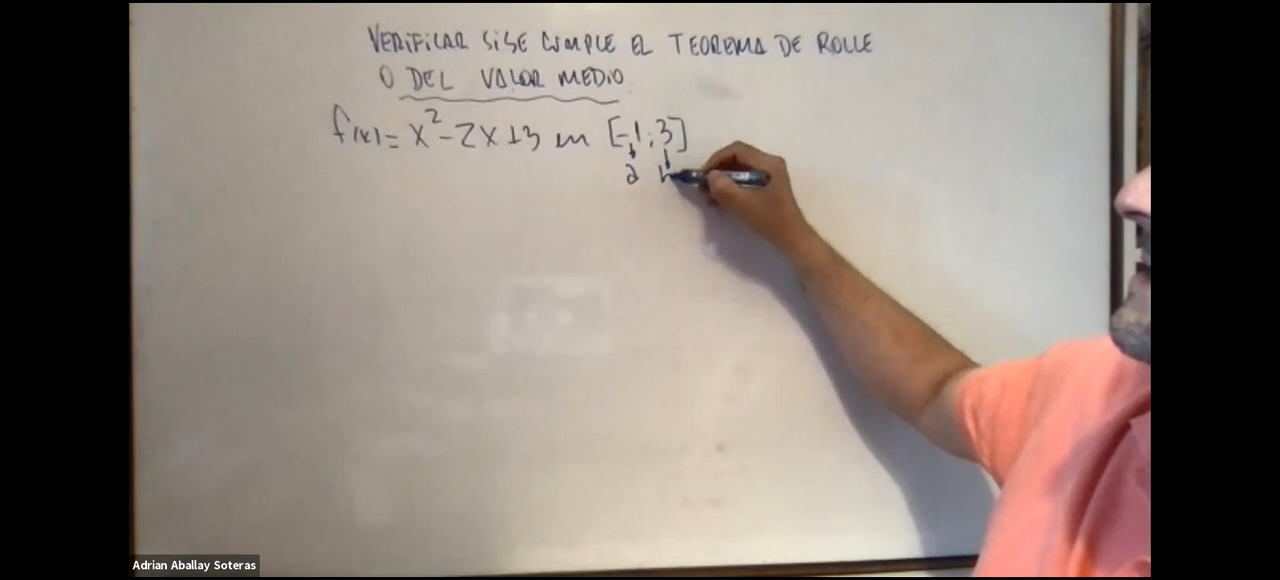 VERIFICAR SI SE CUMPLE EL TEOREMA DE ROLLE
O DEL VALOR MEDIO
f(x) = x² - 2x + 3 en [-1; 3]
a b
Adrian Aballay Soteras